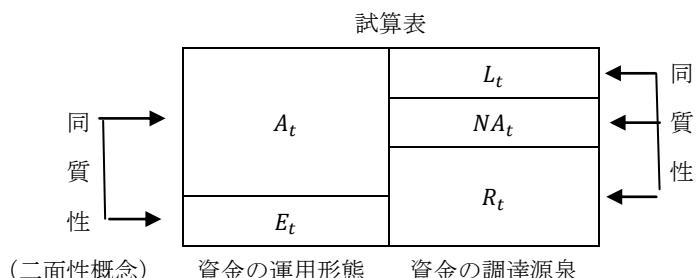 試算表
同質性
同質性
A_t
E_t
L_t
NA_t
R_t
(二面性概念) 資金の運用形態 資金の調達源泉